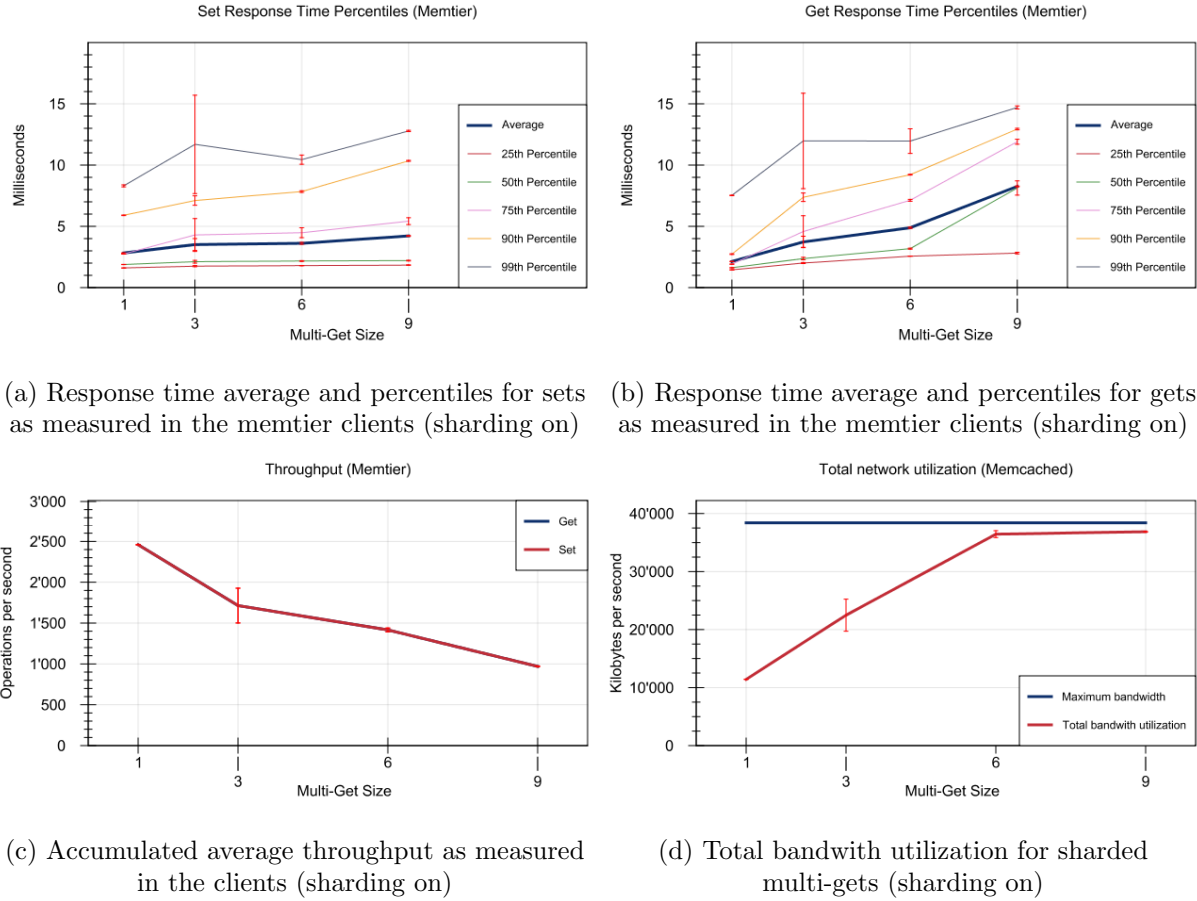 Set Response Time Percentiles (Memtier)
Milliseconds
15
10
5
0
1
3
6
9
Multi-Get Size
Average
25th Percentile
50th Percentile
75th Percentile
90th Percentile
99th Percentile
(a) Response time average and percentiles for sets
as measured in the memtier clients (sharding on)
Get Response Time Percentiles (Memtier)
Milliseconds
15
10
5
0
1
3
6
9
Multi-Get Size
Average
25th Percentile
50th Percentile
75th Percentile
90th Percentile
99th Percentile
(b) Response time average and percentiles for gets
as measured in the memtier clients (sharding on)
Throughput (Memtier)
Operations per second
3'000
2'500
2'000
1'500
1'000
500
0
1
3
6
9
Multi-Get Size
Get
Set
(c) Accumulated average throughput as measured
in the clients (sharding on)
Total network utilization (Memcached)
Kilobytes per second
40'000
30'000
20'000
10'000
0
1
3
6
9
Multi-Get Size
Maximum bandwidth
Total bandwith utilization
(d) Total bandwith utilization for sharded
multi-gets (sharding on)